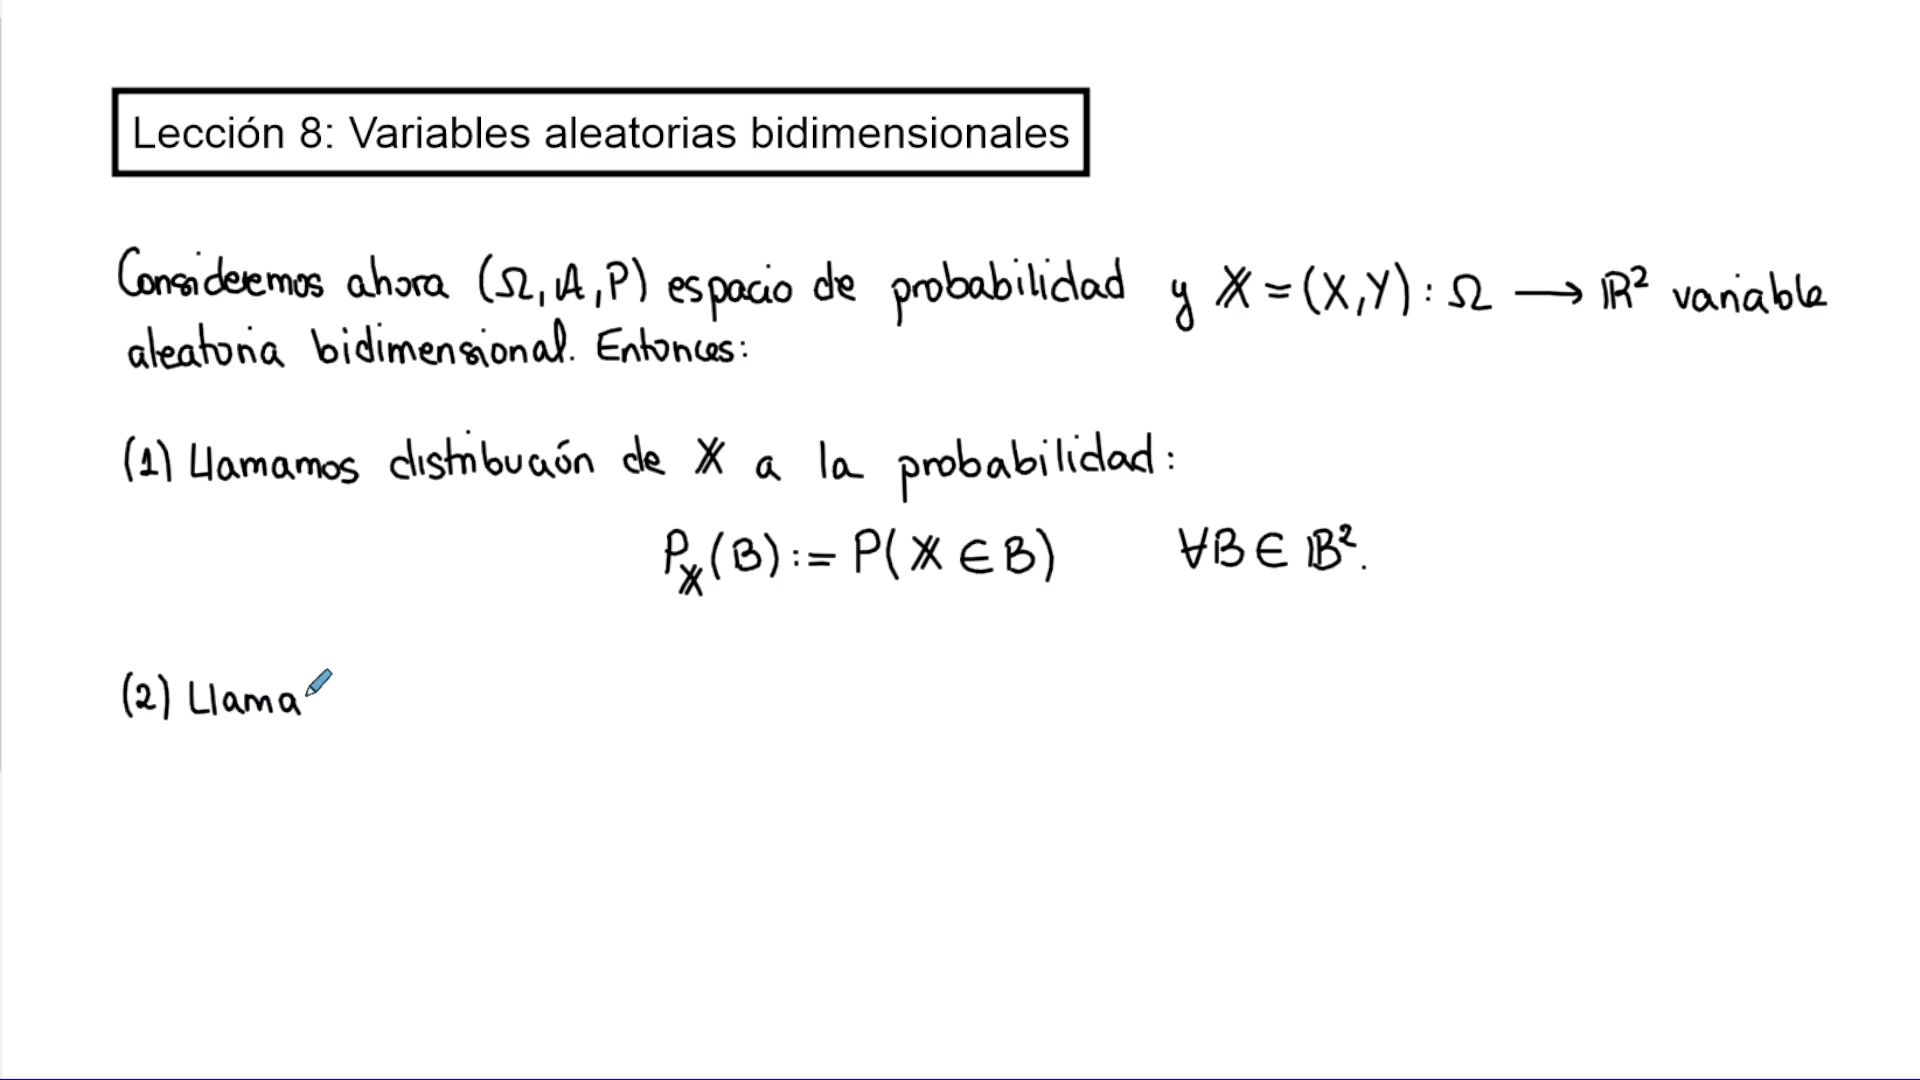 Lección 8: Variables aleatorias bidimensionales
Consideremos ahora (Ω, 𝒜, P) espacio de probabilidad y 𝕏 = (X,Y) : Ω ⟶ ℝ² variable
aleatoria bidimensional. Entonces:
(1) Llamamos distribución de 𝕏 a la probabilidad:
P_𝕏(B) := P(𝕏 ∈ B) ∀B ∈ 𝔹².
(2) Llama